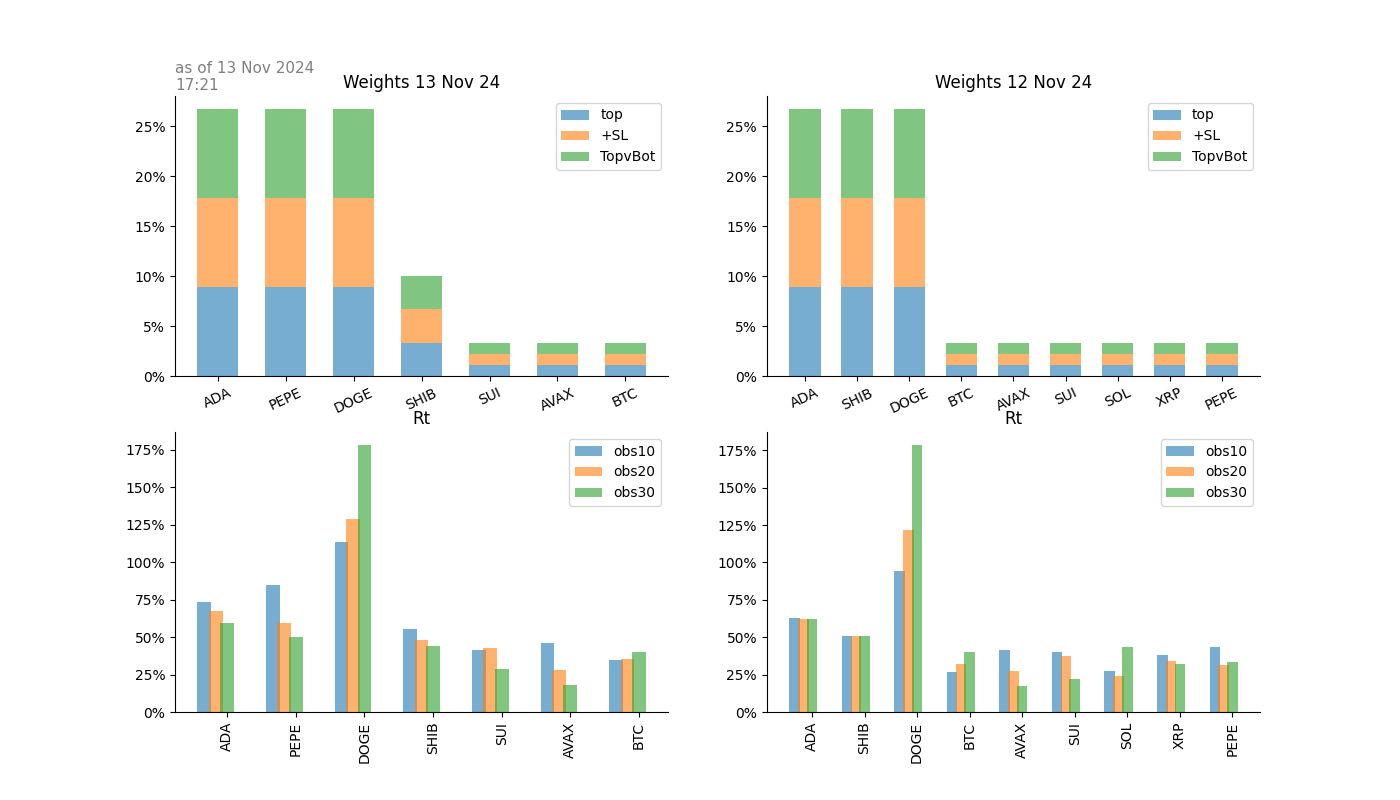 as of 13 Nov 2024
17:21
Weights 13 Nov 24
25%
20%
15%
10%
5%
0%
top
+SL
TopvBot
ADA
PEPE
DOGE
SHIB
SUI
AVAX
BTC
Weights 12 Nov 24
25%
20%
15%
10%
5%
0%
top
+SL
TopvBot
ADA
SHIB
DOGE
BTC
AVAX
SUI
SOL
XRP
PEPE
Rt
175%
150%
125%
100%
75%
50%
25%
0%
obs10
obs20
obs30
ADA
PEPE
DOGE
SHIB
SUI
AVAX
BTC
Rt
175%
150%
125%
100%
75%
50%
25%
0%
obs10
obs20
obs30
ADA
SHIB
DOGE
BTC
AVAX
SUI
SOL
XRP
PEPE